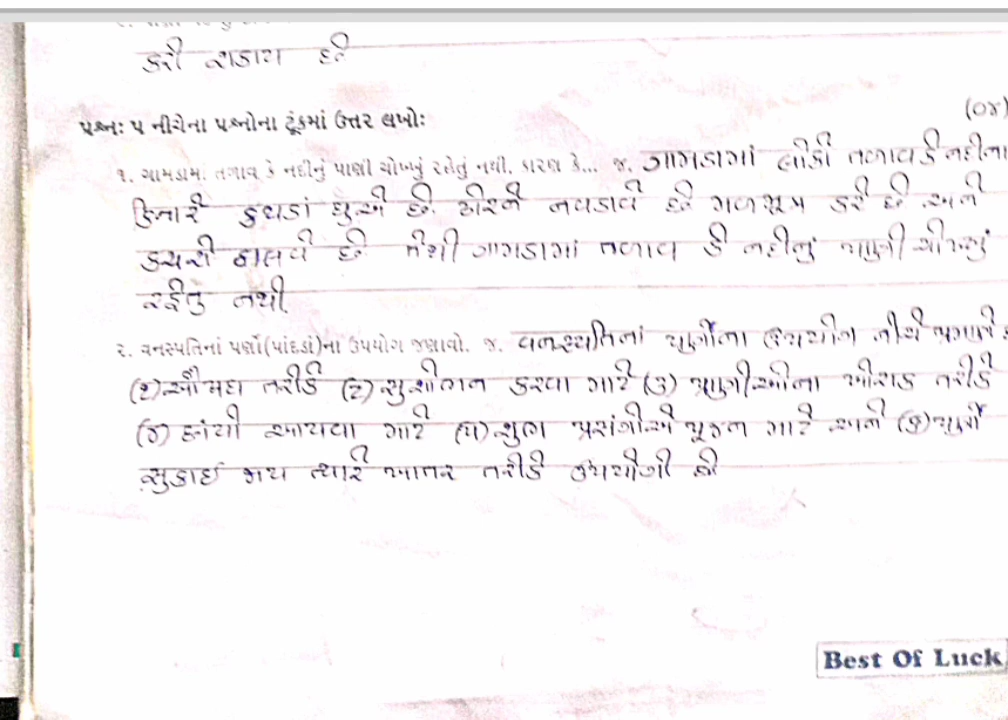 કરી શકાય છે
પ્રશ્ન: ૫ નીચેના પ્રશ્નોના ટૂંકમાં ઉત્તર લખો: (૦૪)
૧. ગામડામાં તળાવ કે નદીનું પાણી ચોખ્ખું રહેતું નથી. કારણ કે... જ. ગામડામાં લોકો તળાવ કે નદીના
કિનારે કપડાં ધુએ છે. ઢોરને નવડાવે છે મળમૂત્ર કરે છે અને
કચરો ઠાલવે છે તેથી ગામડામાં તળાવ કે નદીનું પાણી ચોખ્ખું
રહેતું નથી.
૨. વનસ્પતિનાં પર્ણો(પાંદડાં)ના ઉપયોગ જણાવો. જ. વનસ્પતિનાં પર્ણોના ઉપયોગ નીચે પ્રમાણે
(૧) ઔષધ તરીકે (૨) સુશોભન કરવા માટે (૩) પ્રાણીઓના ખોરાક તરીકે
(૪) છાંયો આપવા માટે (૫) શુભ પ્રસંગોએ પૂજન માટે અને (૬) પર્ણો
સુકાઈ જાય ત્યારે ખાતર તરીકે ઉપયોગી છે
Best Of Luck